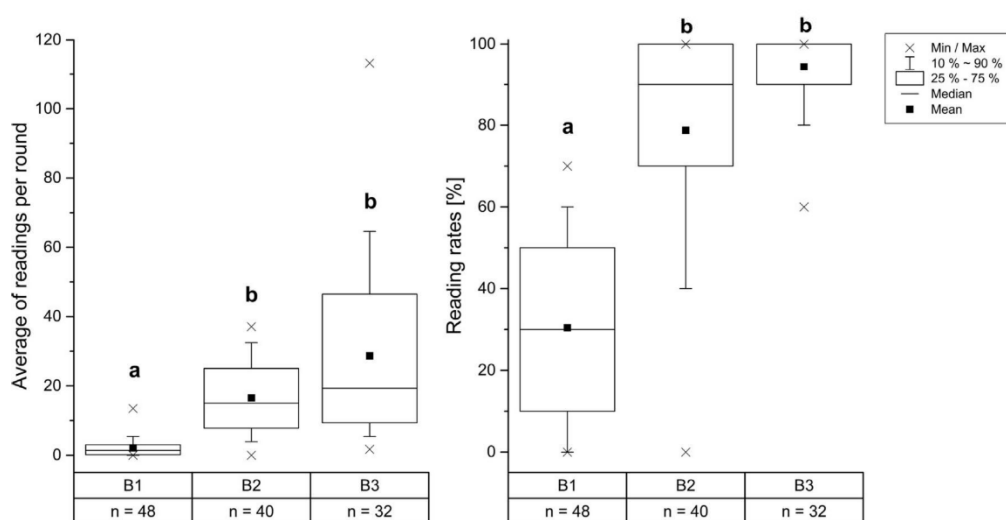 Average of readings per round
120
100
80
60
40
20
0
a
b
b
B1 B2 B3
n = 48 n = 40 n = 32
Reading rates [%]
100
80
60
40
20
0
a
b
b
B1 B2 B3
n = 48 n = 40 n = 32
Min / Max
10 % ~ 90 %
25 % - 75 %
Median
Mean